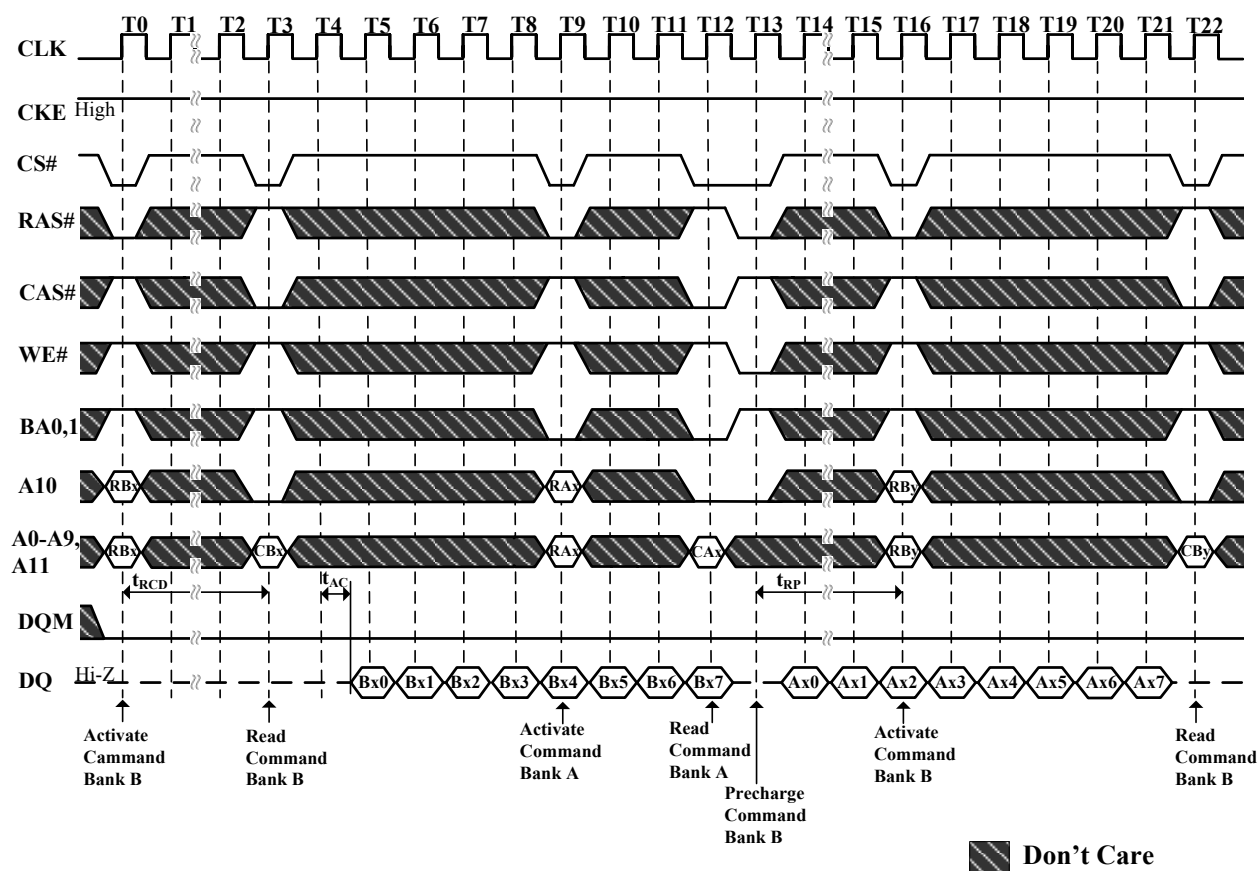 T0 T1 T2 T3 T4 T5 T6 T7 T8 T9 T10 T11 T12 T13 T14 T15 T16 T17 T18 T19 T20 T21 T22
CLK
CKE High
CS#
RAS#
CAS#
WE#
BA0,1
A10 RBx RAx RBy
A0-A9,
A11 RBx CBx RAx CAx RBy CBy
tRCD tAC tRP
DQM
DQ Hi-Z Bx0 Bx1 Bx2 Bx3 Bx4 Bx5 Bx6 Bx7 Ax0 Ax1 Ax2 Ax3 Ax4 Ax5 Ax6 Ax7
Activate
Cammand
Bank B
Read
Command
Bank B
Activate
Command
Bank A
Read
Command
Bank A
Precharge
Command
Bank B
Activate
Command
Bank B
Read
Command
Bank B
Don't Care